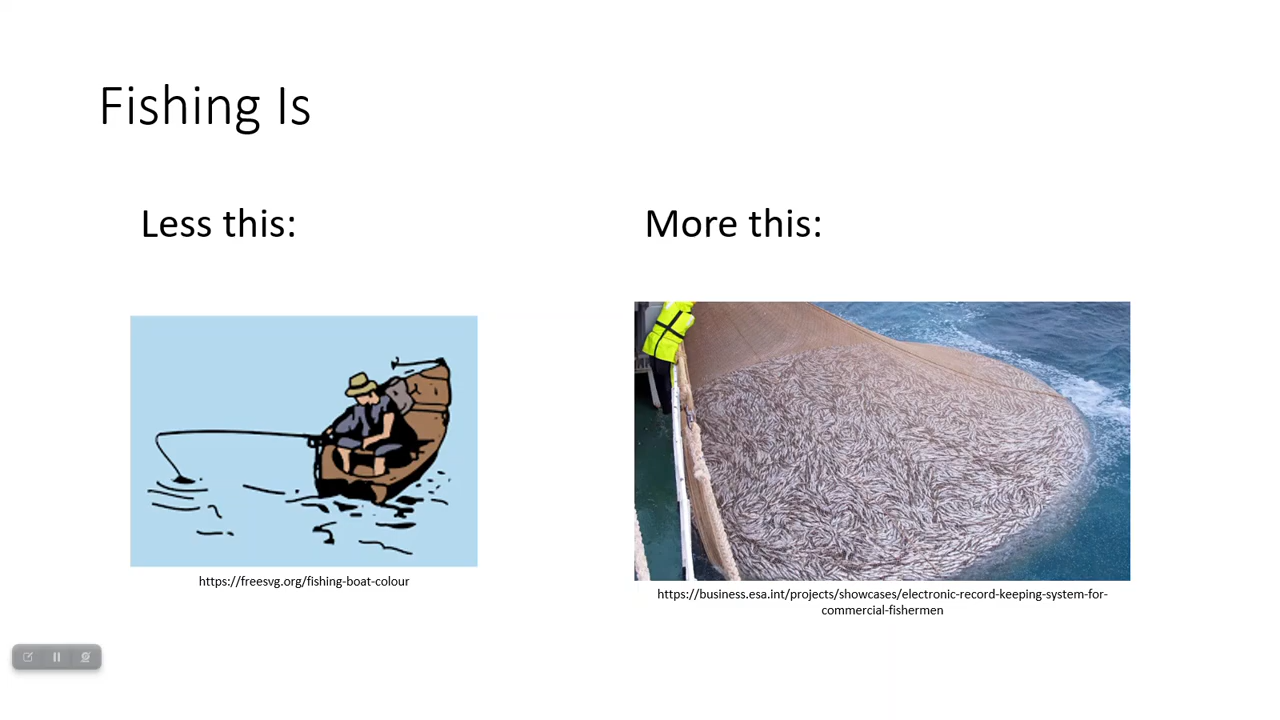 Fishing Is
Less this:
More this:
https://freesvg.org/fishing-boat-colour
https://business.esa.int/projects/showcases/electronic-record-keeping-system-for-
commercial-fishermen